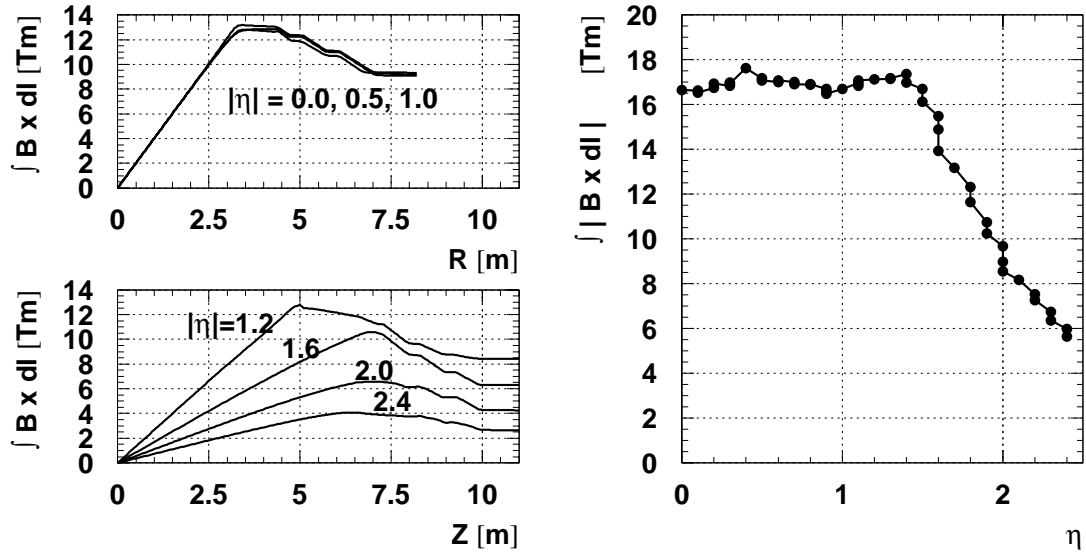 ∫ B x dl [Tm]
14
12
10
8
6
4
2
0
|η| = 0.0, 0.5, 1.0
0 2.5 5 7.5 10
R [m]
∫ B x dl [Tm]
14
12
10
8
6
4
2
0
|η|=1.2
1.6
2.0
2.4
0 2.5 5 7.5 10
Z [m]
∫ | B x dl | [Tm]
20
18
16
14
12
10
8
6
4
2
0
0 1 2
η